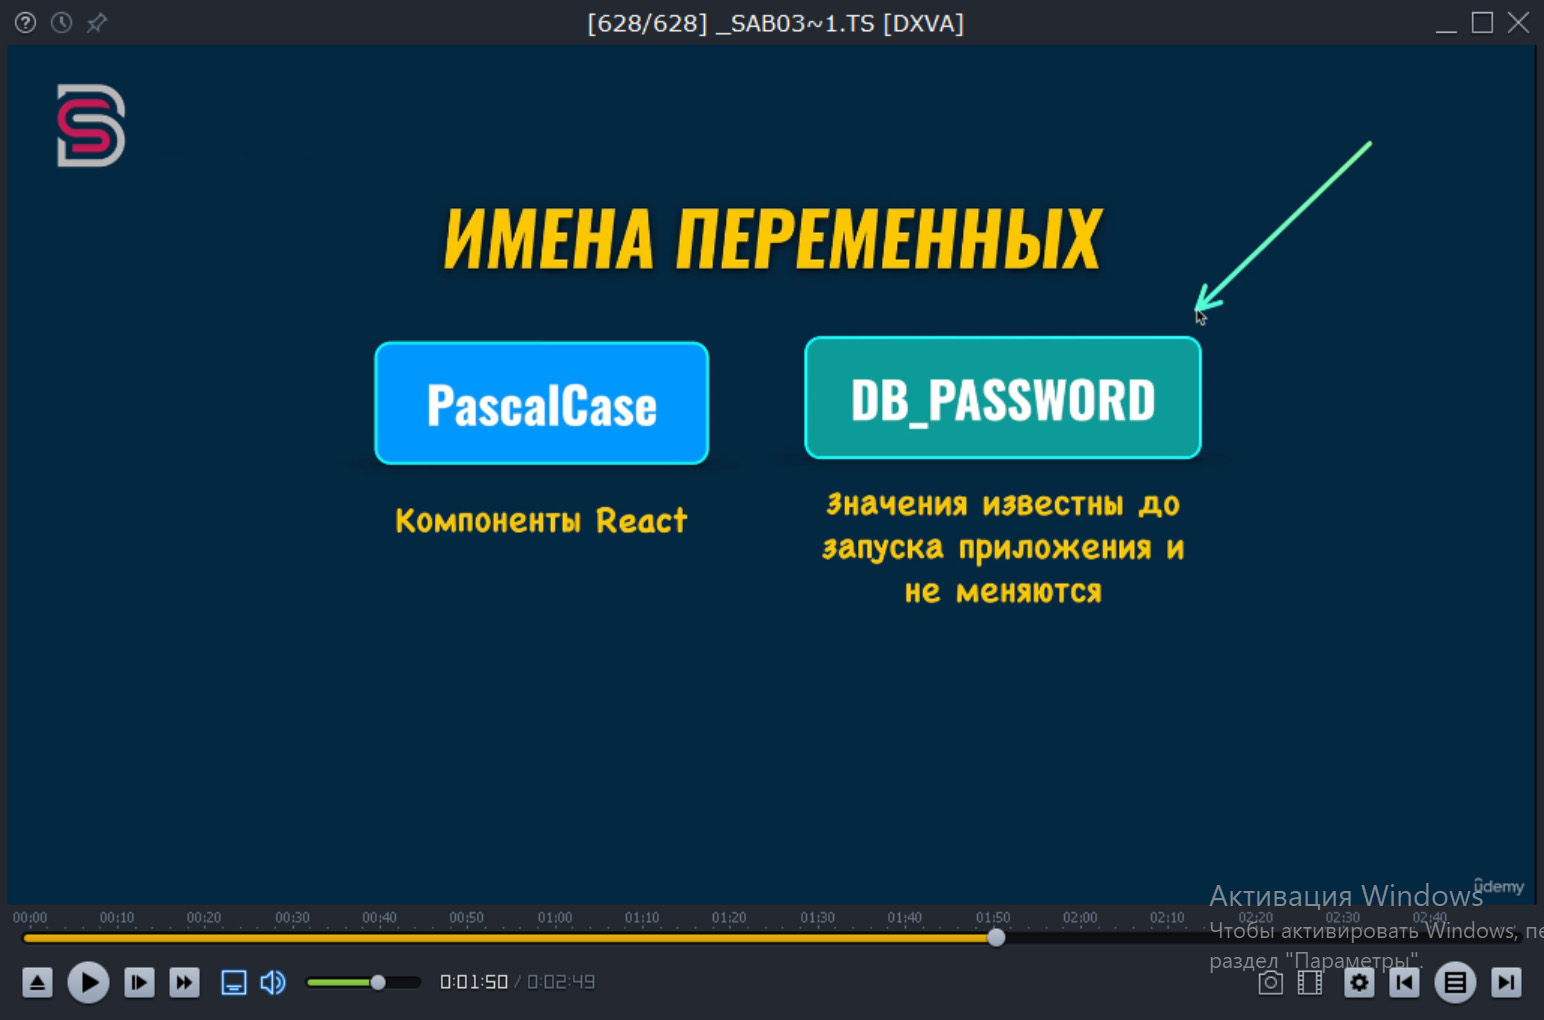 [628/628] _SAB03~1.TS [DXVA]
ИМЕНА ПЕРЕМЕННЫХ
PascalCase
DB_PASSWORD
Компоненты React
Значения известны до
запуска приложения и
не меняются
ûdemy
Активация Windows
Чтобы активировать Windows, пе
раздел "Параметры".
00:00 00:10 00:20 00:30 00:40 00:50 01:00 01:10 01:20 01:30 01:40 01:50 02:00 02:10 02:20 02:30 02:40
0:01:50 / 0:02:49